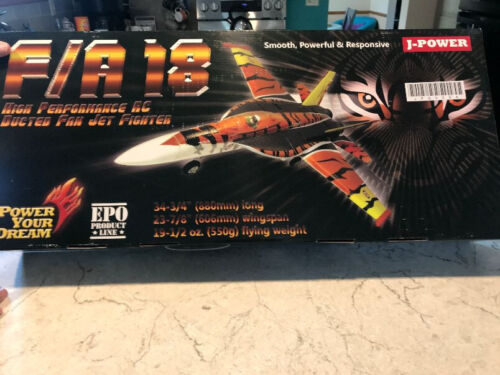 Smooth, Powerful & Responsive
J-POWER
F/A 18
High Performance RC
Ducted Fan Jet Fighter
POWER
YOUR
DREAM
EPO
PRODUCT
LINE
34-3/4" (880mm) long
23-7/8" (608mm) wingspan
19-1/2 oz. (550g) flying weight